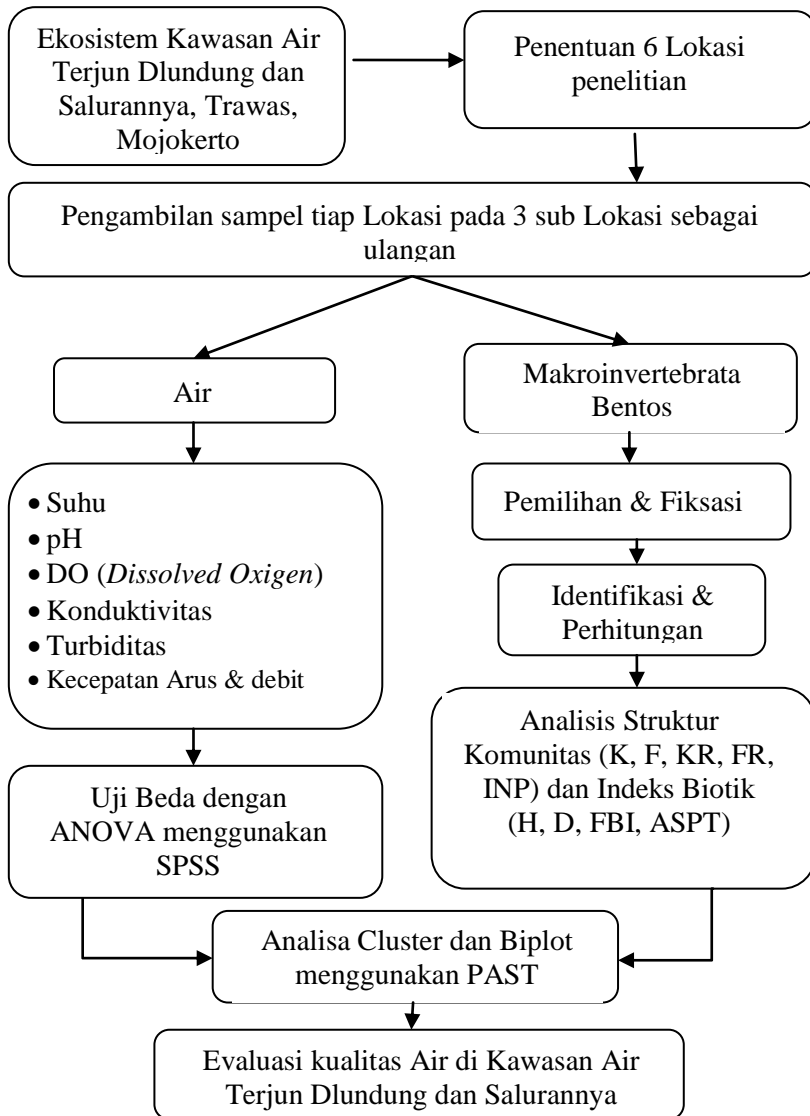 Ekosistem Kawasan Air
Terjun Dlundung dan
Salurannya, Trawas,
Mojokerto
Penentuan 6 Lokasi
penelitian
Pengambilan sampel tiap Lokasi pada 3 sub Lokasi sebagai
ulangan
Air
• Suhu
• pH
• DO (Dissolved Oxigen)
• Konduktivitas
• Turbiditas
• Kecepatan Arus & debit
Uji Beda dengan
ANOVA menggunakan
SPSS
Makroinvertebrata
Bentos
Pemilihan & Fiksasi
Identifikasi &
Perhitungan
Analisis Struktur
Komunitas (K, F, KR, FR,
INP) dan Indeks Biotik
(H, D, FBI, ASPT)
Analisa Cluster dan Biplot
menggunakan PAST
Evaluasi kualitas Air di Kawasan Air
Terjun Dlundung dan Salurannya